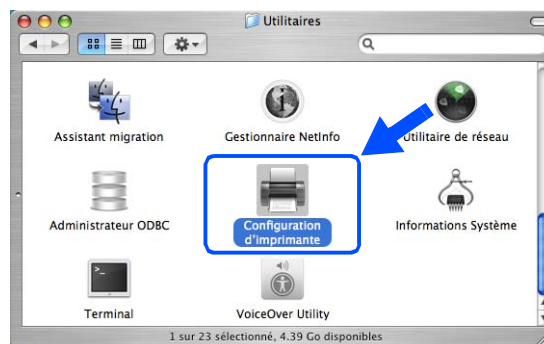 Utilitaires
Assistant migration
Gestionnaire NetInfo
Utilitaire de réseau
Administrateur ODBC
Configuration
d'imprimante
Informations Système
Terminal
VoiceOver Utility
1 sur 23 sélectionné, 4.39 Go disponibles